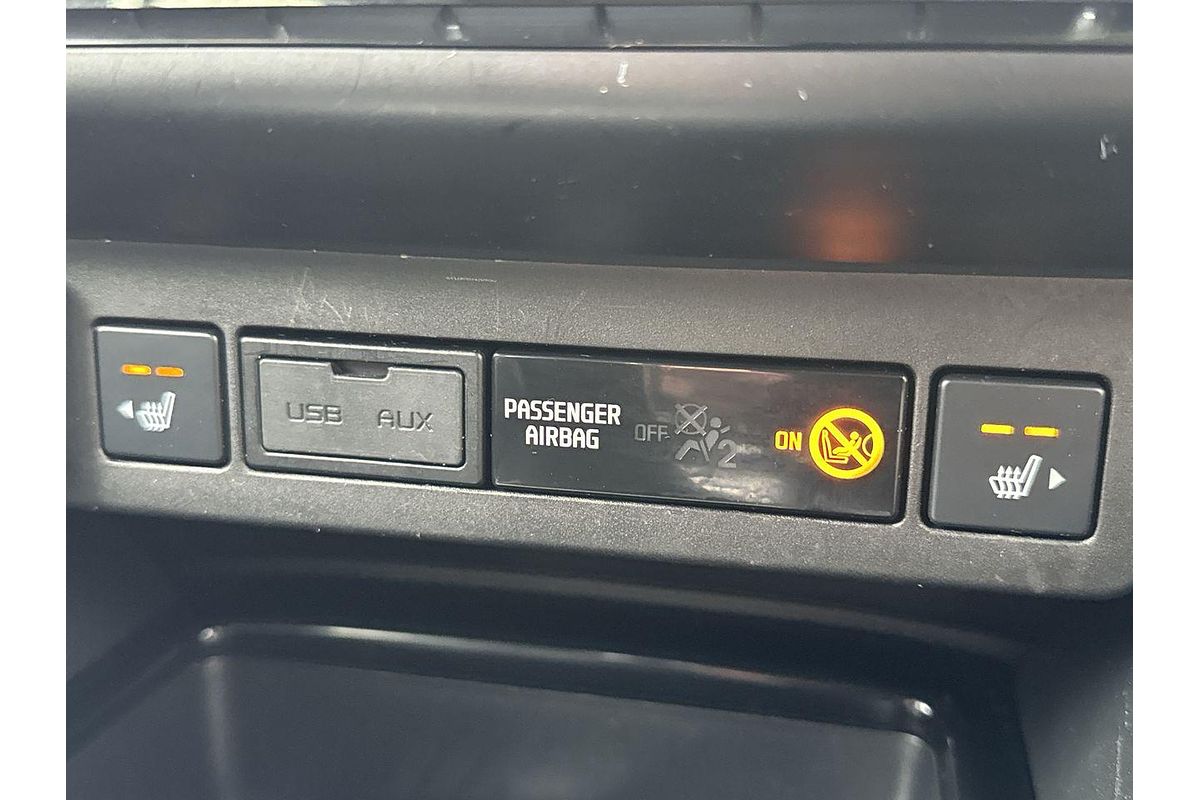 USB AUX
PASSENGER
AIRBAG
OFF 2
ON